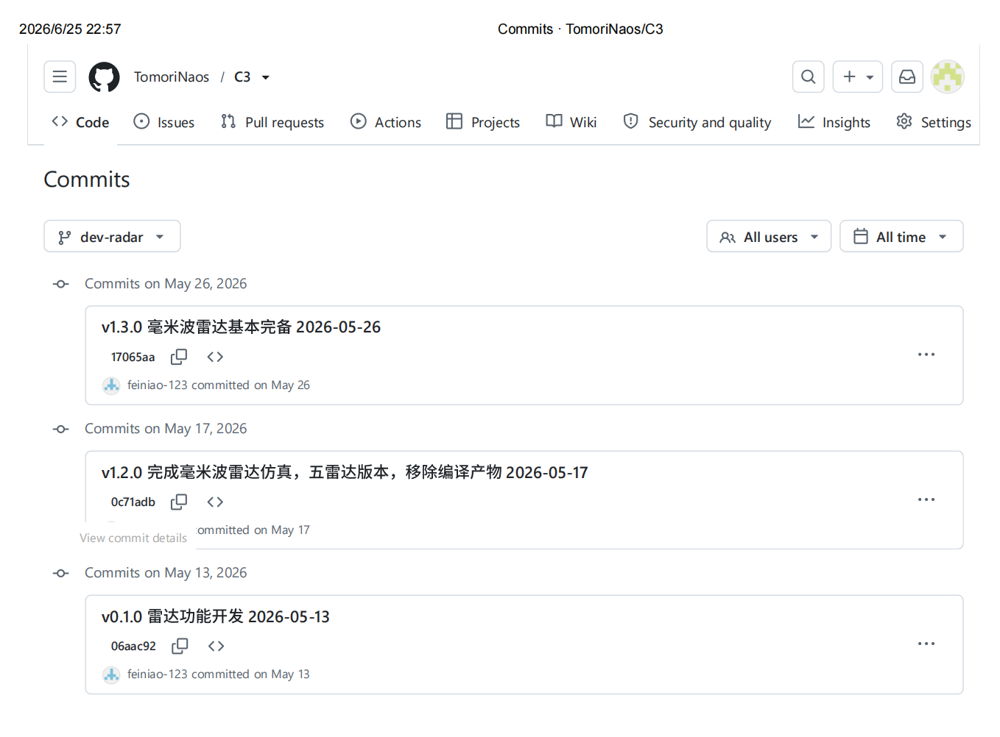 2026/6/25 22:57
Commits · TomoriNaos/C3
TomoriNaos / C3
Code Issues Pull requests Actions Projects Wiki Security and quality Insights Settings
Commits
dev-radar All users All time
Commits on May 26, 2026
v1.3.0 毫米波雷达基本完备 2026-05-26
17065aa
feiniao-123 committed on May 26
Commits on May 17, 2026
v1.2.0 完成毫米波雷达仿真，五雷达版本，移除编译产物 2026-05-17
0c71adb
committed on May 17
View commit details
Commits on May 13, 2026
v0.1.0 雷达功能开发 2026-05-13
06aac92
feiniao-123 committed on May 13